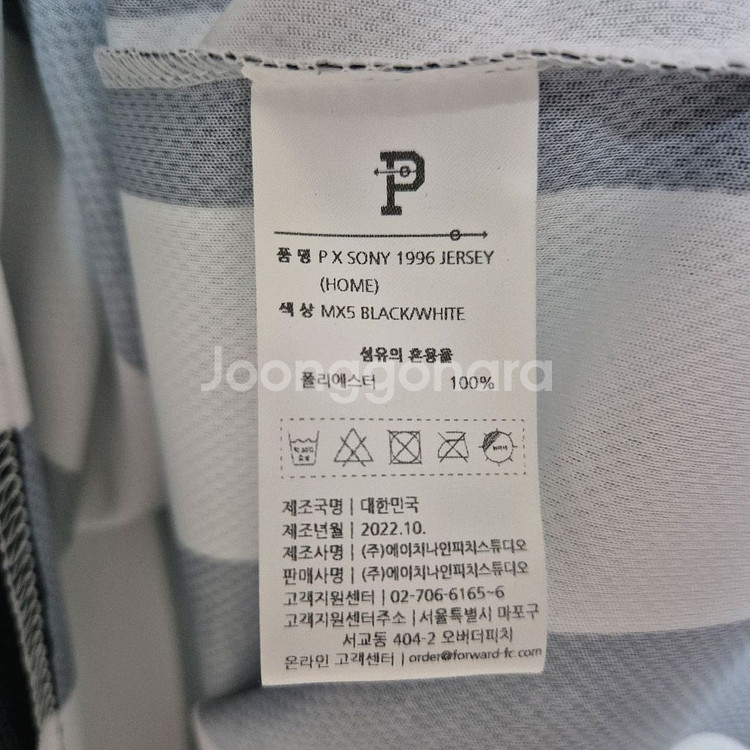 P
품 명 P X SONY 1996 JERSEY
(HOME)
색 상 MX5 BLACK/WHITE
섬유의 혼용율
폴리에스터 100%
Joonggonara
제조국명 | 대한민국
제조년월 | 2022.10.
제조사명 | (주)에이치나인피치스튜디오
판매사명 | (주)에이치나인피치스튜디오
고객지원센터 | 02-706-6165~6
고객지원센터주소 | 서울특별시 마포구
서교동 404-2 오버더피치
온라인 고객센터 | order@forward-fc.com